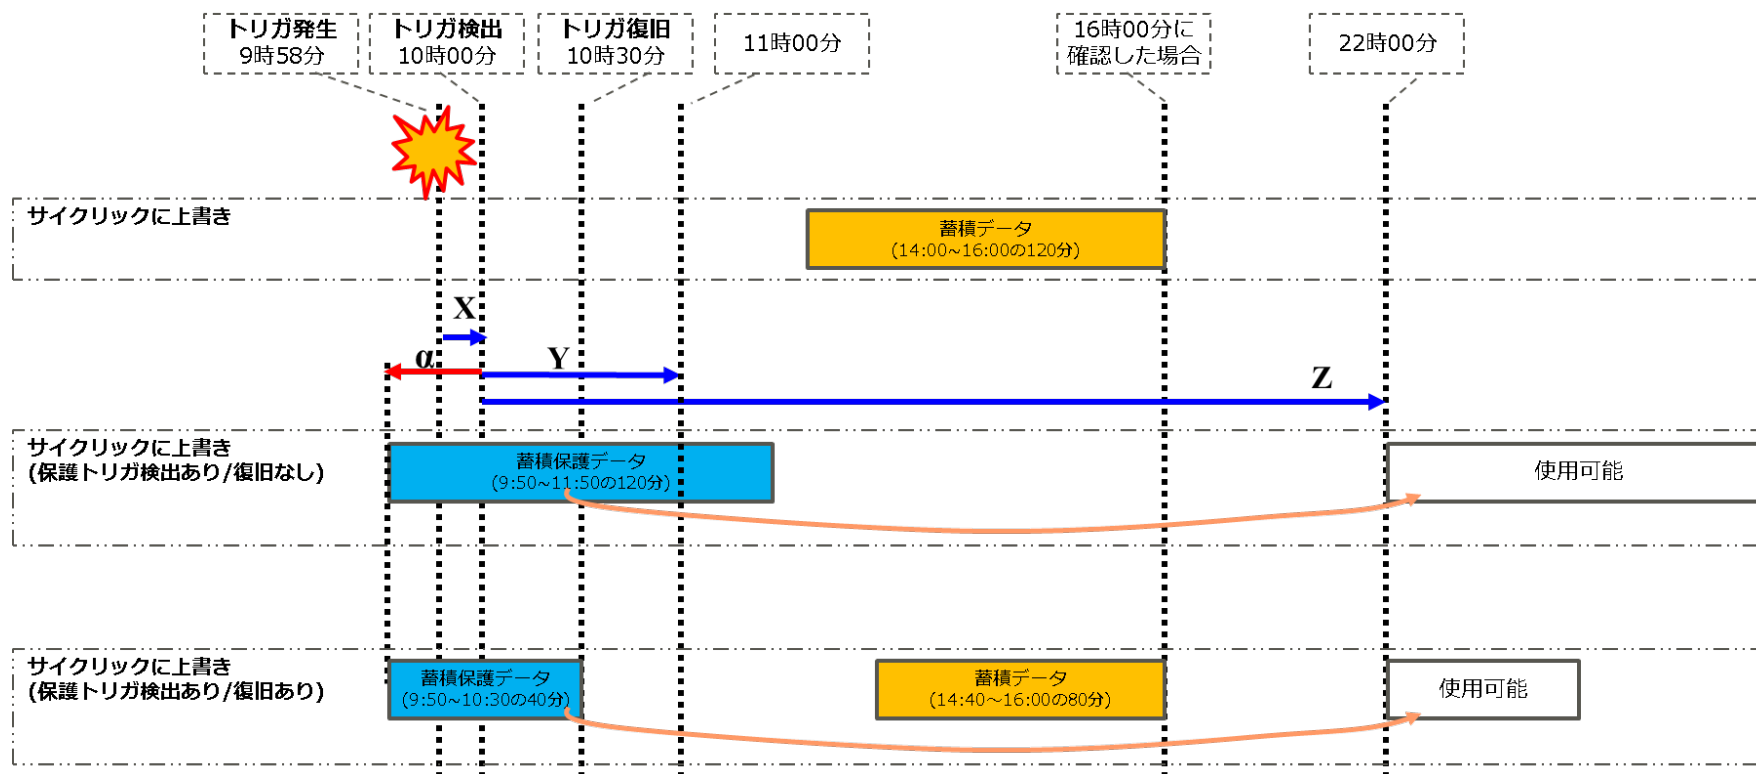 トリガ発生
9時58分
トリガ検出
10時00分
トリガ復旧
10時30分
11時00分
16時00分に
確認した場合
22時00分
サイクリックに上書き
蓄積データ
(14:00~16:00の120分)
X
α
Y
Z
サイクリックに上書き
(保護トリガ検出あり/復旧なし)
蓄積保護データ
(9:50~11:50の120分)
使用可能
サイクリックに上書き
(保護トリガ検出あり/復旧あり)
蓄積保護データ
(9:50~10:30の40分)
蓄積データ
(14:40~16:00の80分)
使用可能